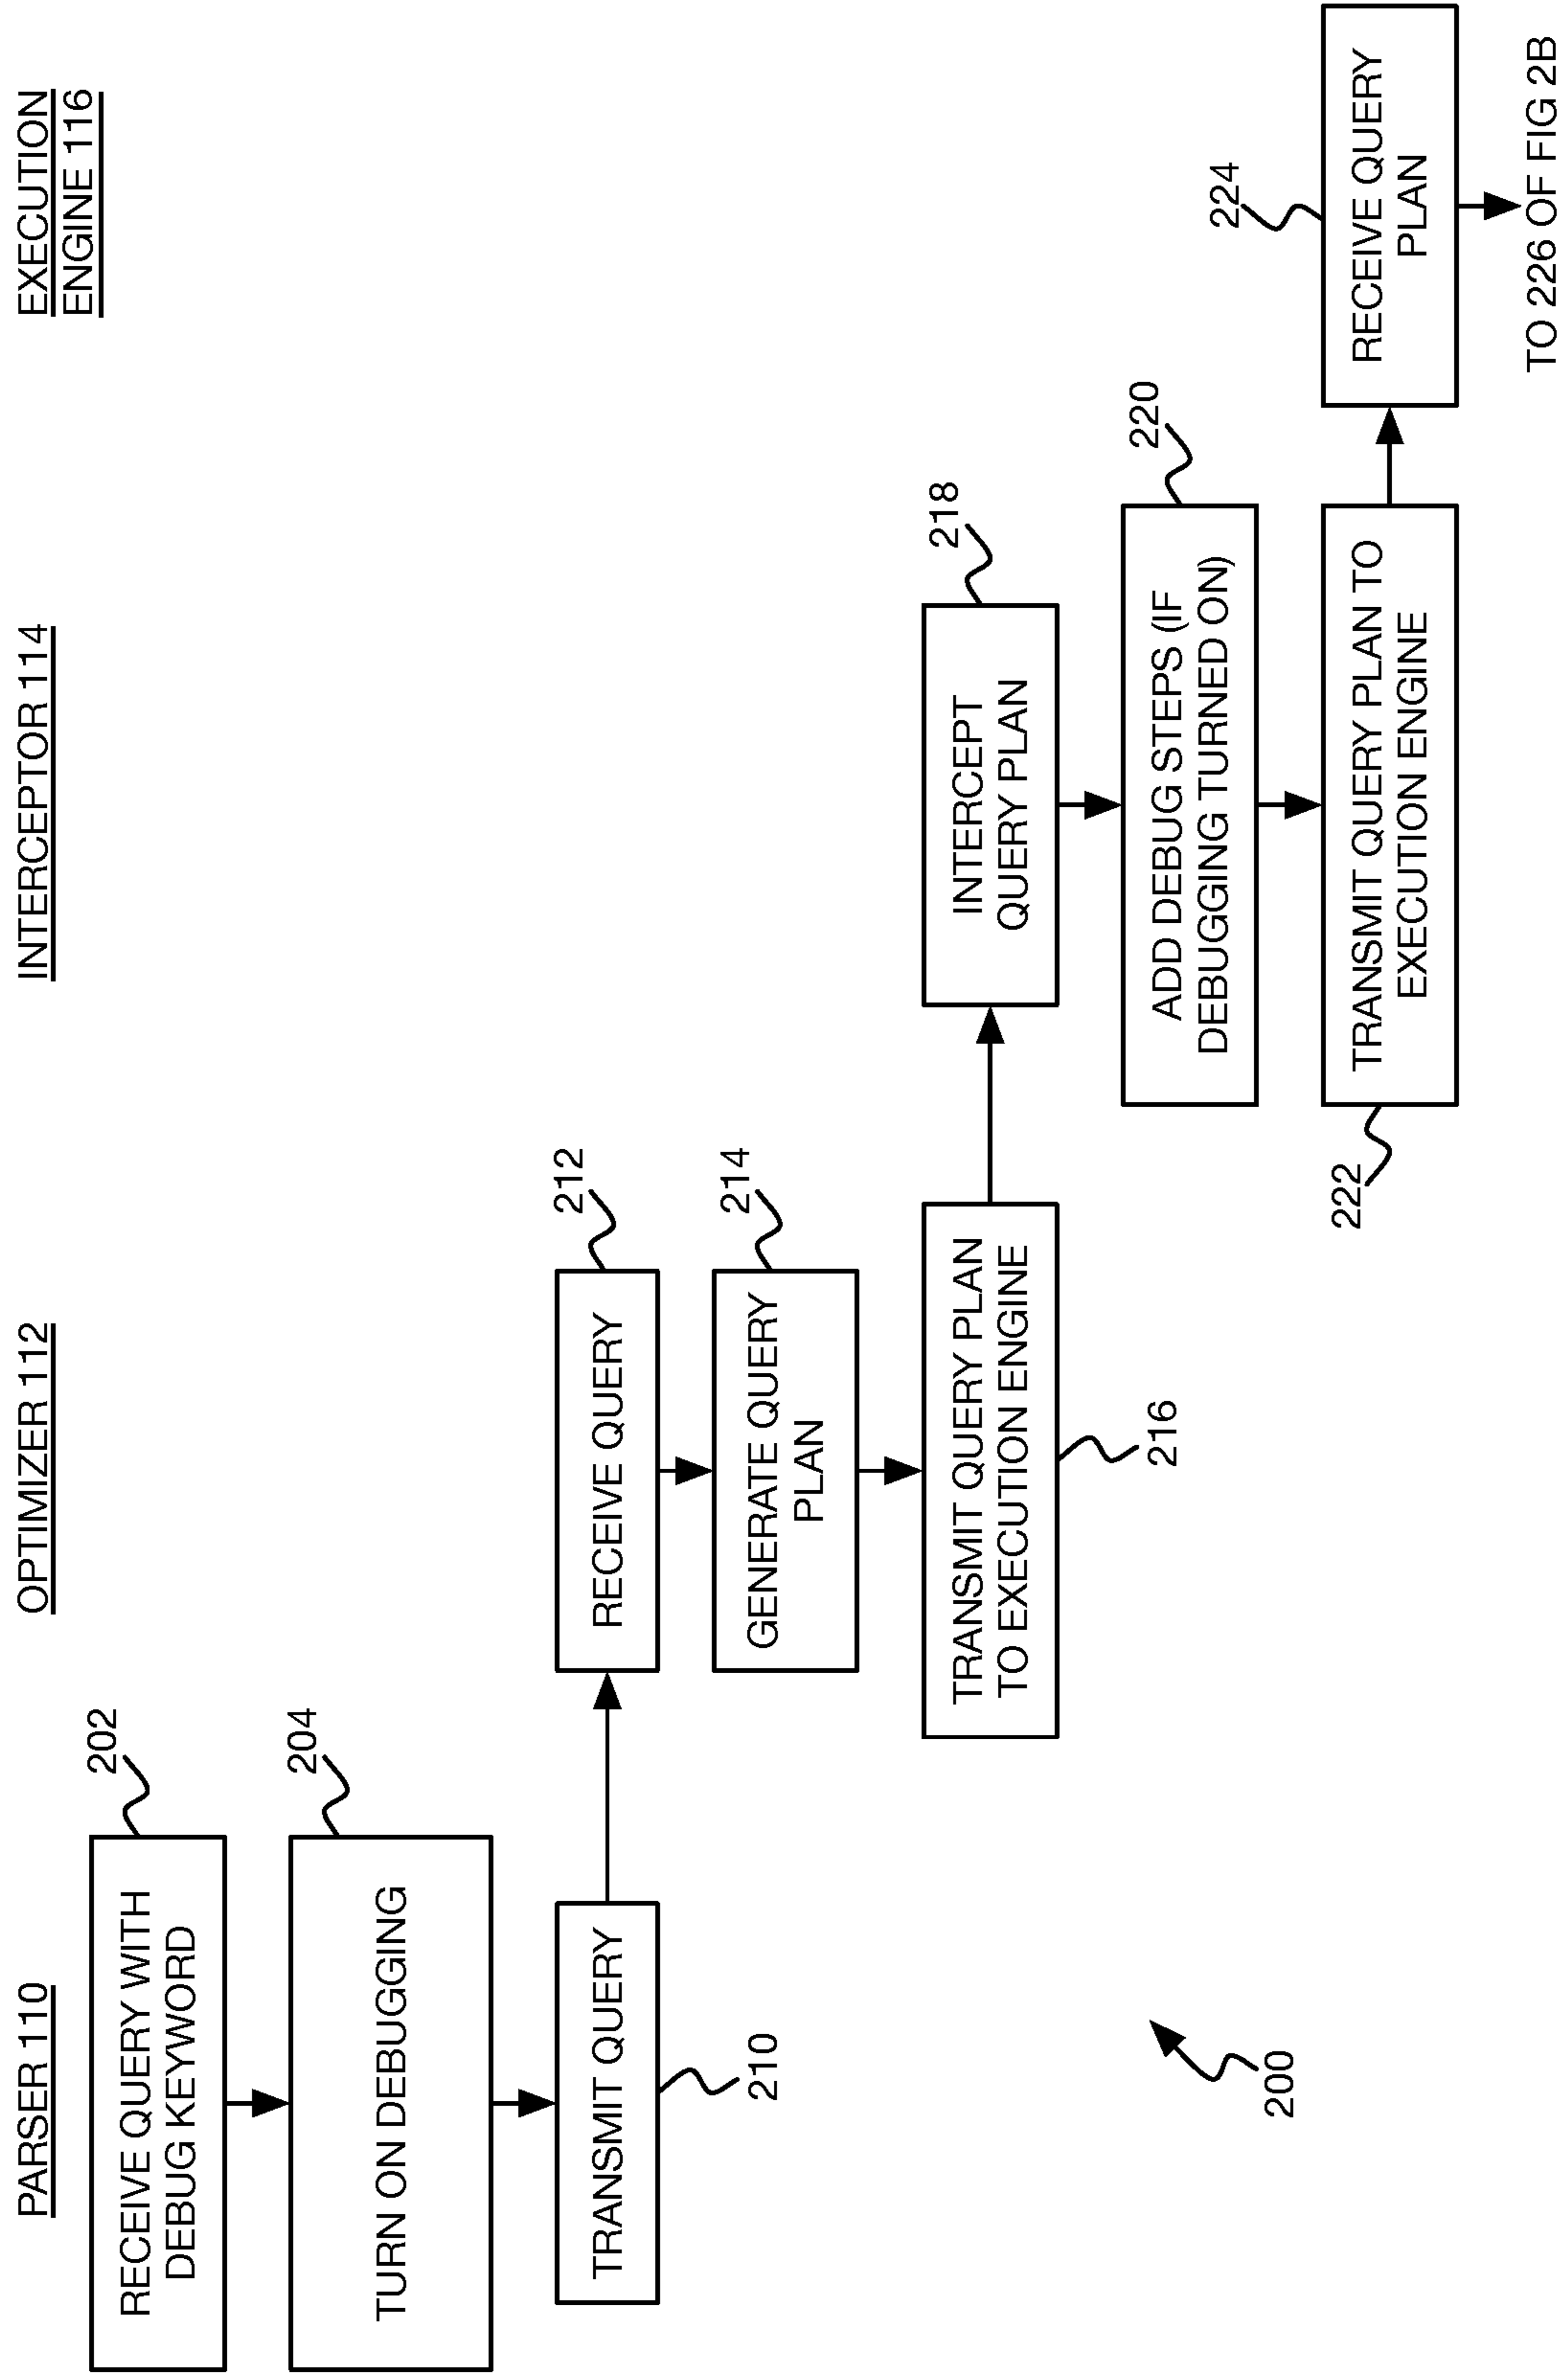 PARSER 110
OPTIMIZER 112
INTERCEPTOR 114
EXECUTION
ENGINE 116
202
RECEIVE QUERY WITH
DEBUG KEYWORD
204
TURN ON DEBUGGING
TRANSMIT QUERY
210
212
RECEIVE QUERY
214
GENERATE QUERY
PLAN
TRANSMIT QUERY PLAN
TO EXECUTION ENGINE
216
218
INTERCEPT
QUERY PLAN
220
ADD DEBUG STEPS (IF
DEBUGGING TURNED ON)
222
TRANSMIT QUERY PLAN TO
EXECUTION ENGINE
224
RECEIVE QUERY
PLAN
TO 226 OF FIG 2B
200